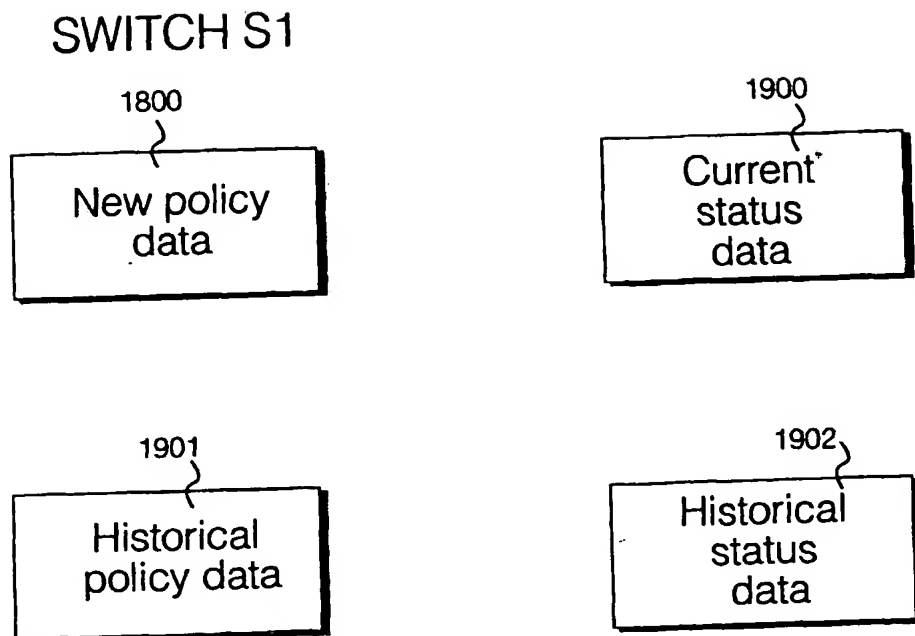 SWITCH S1
1800
New policy
data
1900
Current
status
data
1901
Historical
policy data
1902
Historical
status
data